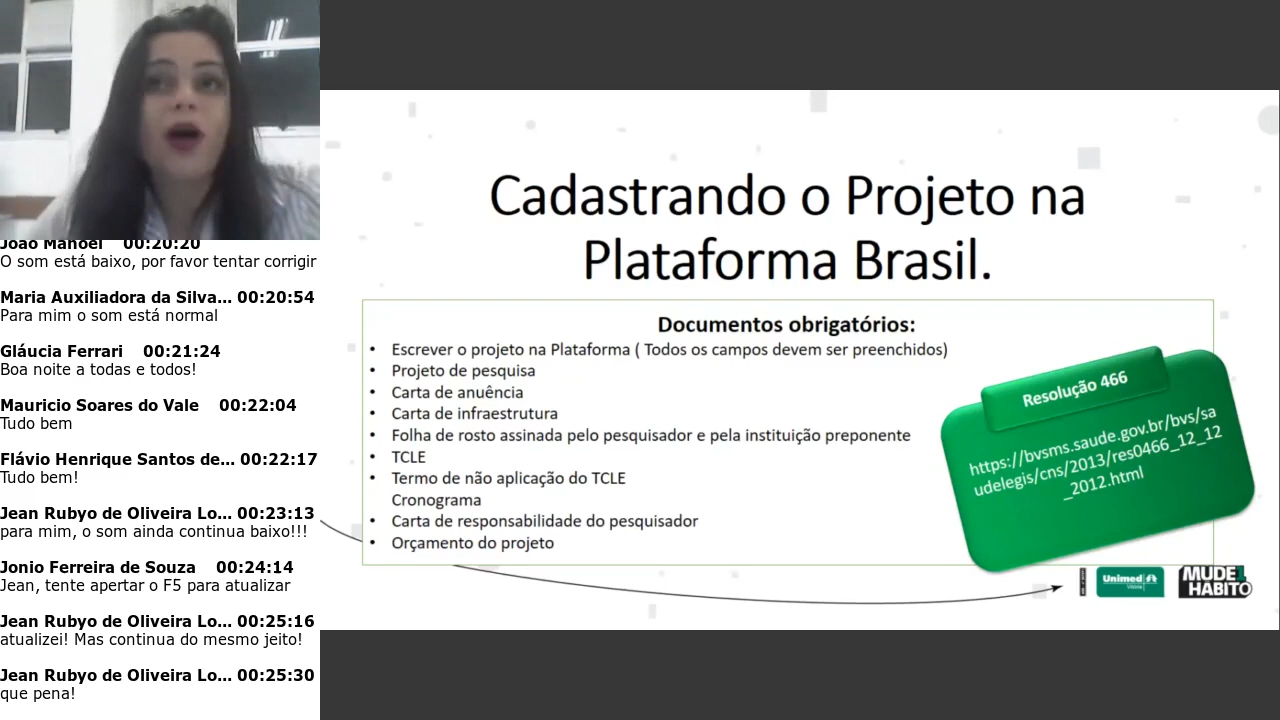 João Manoel 00:20:20
O som está baixo, por favor tentar corrigir
Maria Auxiliadora da Silva... 00:20:54
Para mim o som está normal
Gláucia Ferrari 00:21:24
Boa noite a todas e todos!
Mauricio Soares do Vale 00:22:04
Tudo bem
Flávio Henrique Santos de... 00:22:17
Tudo bem!
Jean Rubyo de Oliveira Lo... 00:23:13
para mim, o som ainda continua baixo!!!
Jonio Ferreira de Souza 00:24:14
Jean, tente apertar o F5 para atualizar
Jean Rubyo de Oliveira Lo... 00:25:16
atualizei! Mas continua do mesmo jeito!
Jean Rubyo de Oliveira Lo... 00:25:30
que pena!
Cadastrando o Projeto na
Plataforma Brasil.
Documentos obrigatórios:
• Escrever o projeto na Plataforma ( Todos os campos devem ser preenchidos)
• Projeto de pesquisa
• Carta de anuência
• Carta de infraestrutura
• Folha de rosto assinada pelo pesquisador e pela instituição preponente
• TCLE
• Termo de não aplicação do TCLE
Cronograma
• Carta de responsabilidade do pesquisador
• Orçamento do projeto
Resolução 466
https://bvsms.saude.gov.br/bvs/sa
udelegis/cns/2013/res0466_12_12
_2012.html
Unimed
MUDE1
HÁBITO